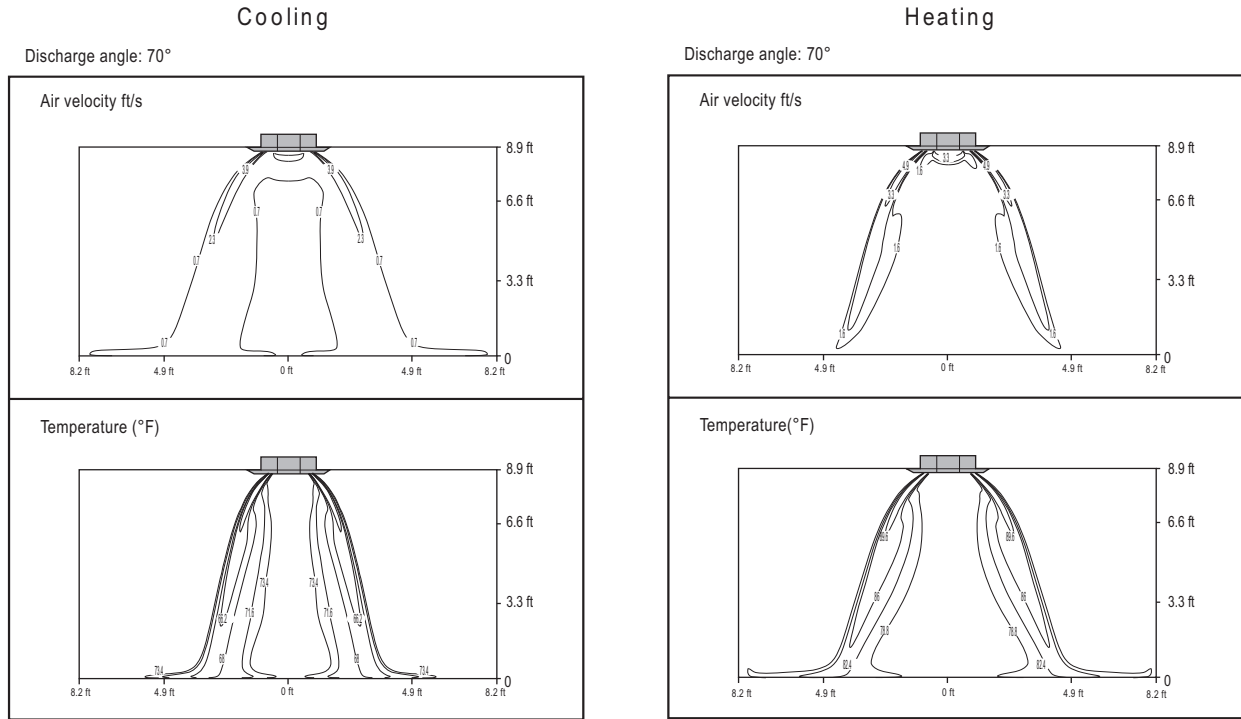 Cooling
Discharge angle: 70°
Air velocity ft/s
3.9 3.9
0.7 0.7
2.3 2.3
0.7 0.7
0.7 0.7
8.9 ft
6.6 ft
3.3 ft
0
8.2 ft 4.9 ft 0 ft 4.9 ft 8.2 ft
Temperature (°F)
73.4 73.4
66.2 71.6 71.6 66.2
68 68
73.4 73.4
8.9 ft
6.6 ft
3.3 ft
0
8.2 ft 4.9 ft 0 ft 4.9 ft 8.2 ft
Heating
Discharge angle: 70°
Air velocity ft/s
4.9 1.6 3.3 4.9
3.3 3.3
1.6 1.6
1.6 1.6
8.9 ft
6.6 ft
3.3 ft
0
8.2 ft 4.9 ft 0 ft 4.9 ft 8.2 ft
Temperature(°F)
89.6 89.6
86 86
78.8 78.8
82.4 82.4
8.9 ft
6.6 ft
3.3 ft
0
8.2 ft 4.9 ft 0 ft 4.9 ft 8.2 ft